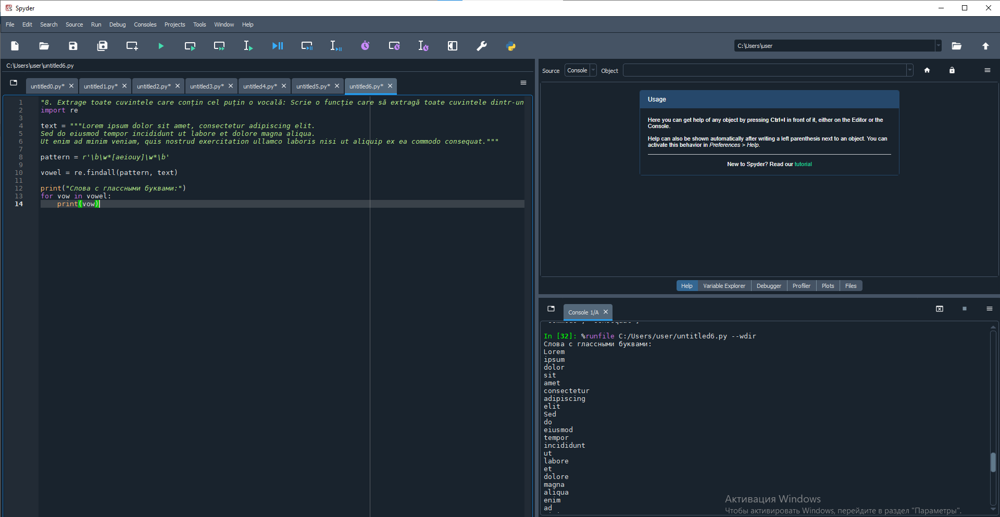 Spyder
File Edit Search Source Run Debug Consoles Projects Tools Window Help
C:\Users\user
C:\Users\user\untitled6.py
untitled0.py* untitled1.py* untitled2.py* untitled3.py* untitled4.py* untitled5.py* untitled6.py*
1 "8. Extrage toate cuvintele care conțin cel puțin o vocală: Scrie o funcție care să extragă toate cuvintele dintr-un
2 import re
3
4 text = """Lorem ipsum dolor sit amet, consectetur adipiscing elit.
5 Sed do eiusmod tempor incididunt ut labore et dolore magna aliqua.
6 Ut enim ad minim veniam, quis nostrud exercitation ullamco laboris nisi ut aliquip ex ea commodo consequat."""
7
8 pattern = r'\b\w*[aeiouy]\w*\b'
9
10 vowel = re.findall(pattern, text)
11
12 print("Слова с глассными буквами:")
13 for vow in vowel:
14 print(vow)
Source Console Object
Usage
Here you can get help of any object by pressing Ctrl+I in front of it, either on the Editor or the
Console.
Help can also be shown automatically after writing a left parenthesis next to an object. You can
activate this behavior in Preferences > Help.
New to Spyder? Read our tutorial
Help Variable Explorer Debugger Profiler Plots Files
Console 1/A
In [32]: %runfile C:/Users/user/untitled6.py --wdir
Слова с глассными буквами:
Lorem
ipsum
dolor
sit
amet
consectetur
adipiscing
elit
Sed
do
eiusmod
tempor
incididunt
ut
labore
et
dolore
magna
aliqua
enim
ad
Активация Windows
Чтобы активировать Windows, перейдите в раздел "Параметры".